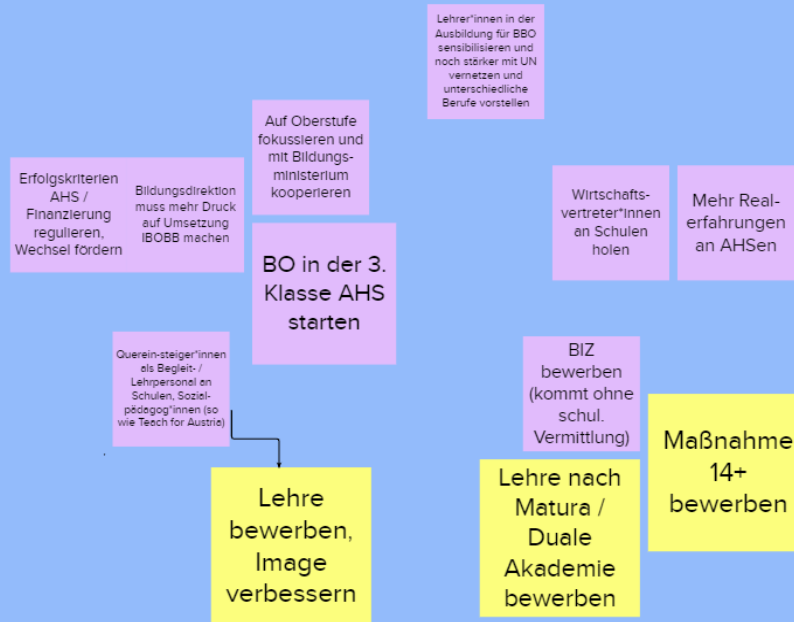 Lehrer*innen in der
Ausbildung für BBO
sensibilisieren und
noch stärker mit UN
vernetzen und
unterschiedliche
Berufe vorstellen
Auf Oberstufe
fokussieren und
mit Bildungs-
ministerium
kooperieren
Erfolgskriterien
AHS /
Finanzierung
regulieren,
Wechsel fördern
Bildungsdirektion
muss mehr Druck
auf Umsetzung
IBOBB machen
Wirtschafts-
vertreter*innen
an Schulen
holen
Mehr Real-
erfahrungen
an AHSen
BO in der 3.
Klasse AHS
starten
Querein-steiger*innen
als Begleit- /
Lehrpersonal an
Schulen, Sozial-
pädagog*innen (so
wie Teach for Austria)
BIZ
bewerben
(kommt ohne
schul.
Vermittlung)
Maßnahme
14+
bewerben
Lehre
bewerben,
Image
verbessern
Lehre nach
Matura /
Duale
Akademie
bewerben